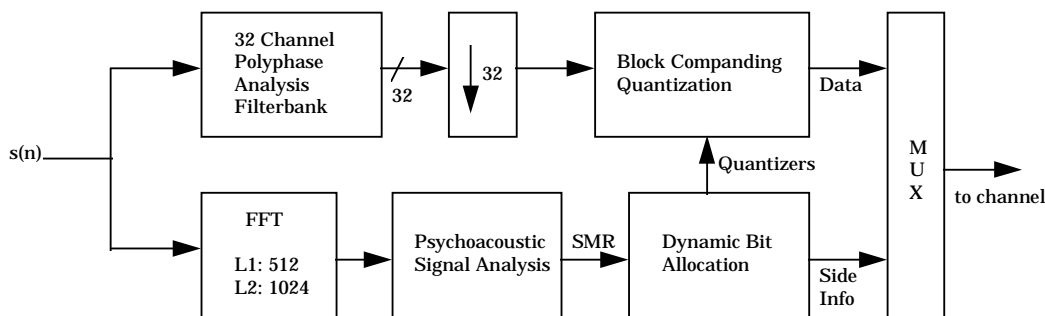 32 Channel
Polyphase
Analysis
Filterbank
32
32
Block Companding
Quantization
Data
s(n)
Quantizers
M
U
X
to channel
FFT
L1: 512
L2: 1024
Psychoacoustic
Signal Analysis
SMR
Dynamic Bit
Allocation
Side
Info